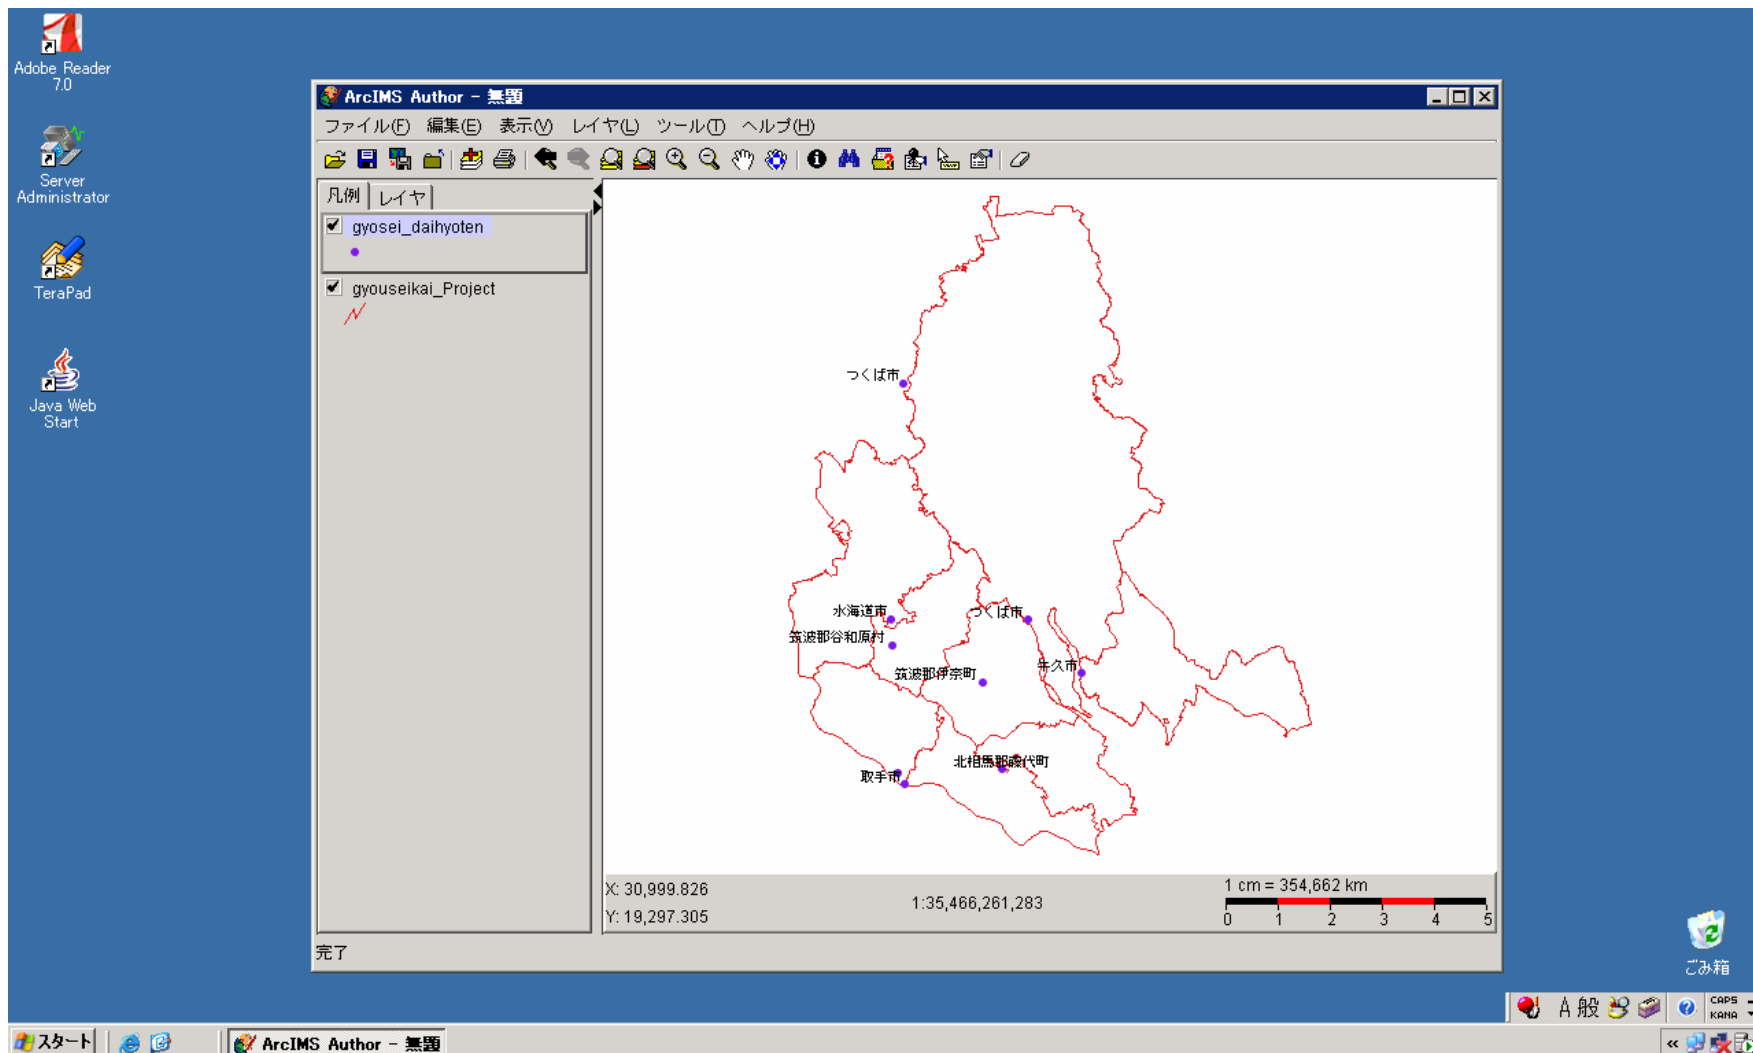 Adobe Reader
7.0
Server
Administrator
TeraPad
Java Web
Start
ArcIMS Author - 無題
ファイル(F) 編集(E) 表示(V) レイヤ(L) ツール(T) ヘルプ(H)
凡例 レイヤ
gyosei_daihyoten
gyouseikai_Project
つくば市
水海道市
つくば市
筑波郡谷和原村
牛久市
筑波郡伊奈町
北相馬郡藤代町
取手市
X: 30,999.826
Y: 19,297.305
1:35,466,261,283
1 cm = 354,662 km
0 1 2 3 4 5
完了
ごみ箱
A 般
CAPS
KANA
スタート
ArcIMS Author - 無題